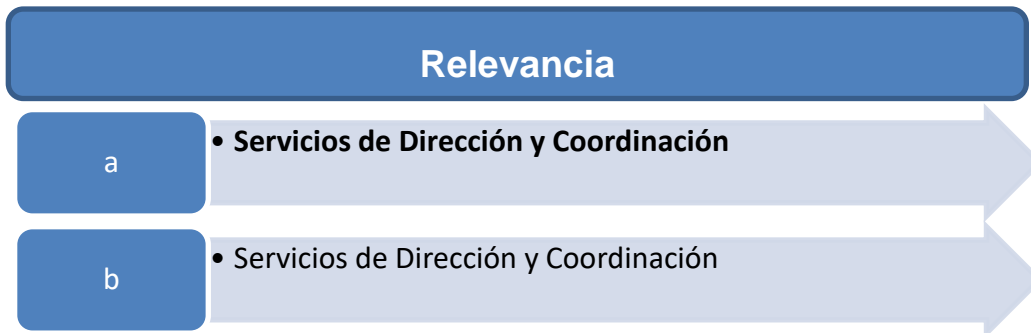 Relevancia
a
• Servicios de Dirección y Coordinación
b
• Servicios de Dirección y Coordinación